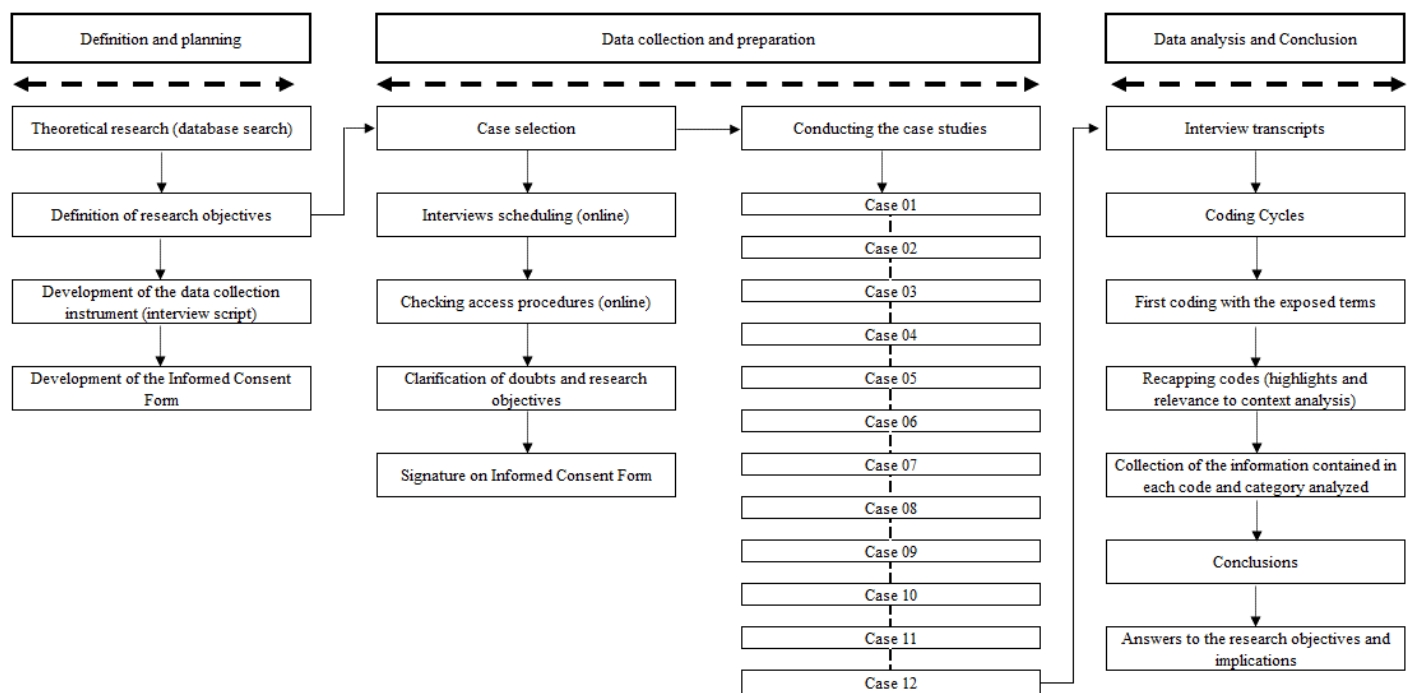 Definition and planning
Data collection and preparation
Data analysis and Conclusion
Theoretical research (database search)
Definition of research objectives
Development of the data collection
instrument (interview script)
Development of the Informed Consent
Form
Case selection
Interviews scheduling (online)
Checking access procedures (online)
Clarification of doubts and research
objectives
Signature on Informed Consent Form
Conducting the case studies
Case 01
Case 02
Case 03
Case 04
Case 05
Case 06
Case 07
Case 08
Case 09
Case 10
Case 11
Case 12
Interview transcripts
Coding Cycles
First coding with the exposed terms
Recapping codes (highlights and
relevance to context analysis)
Collection of the information contained in
each code and category analyzed
Conclusions
Answers to the research objectives and
implications